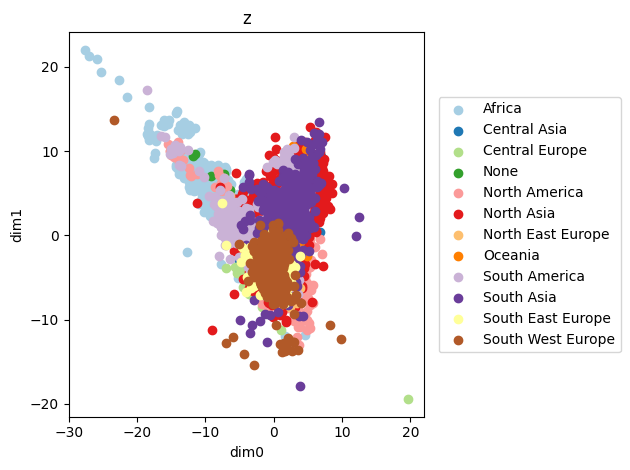 z
20
10
0
−10
−20
dim1
−30
−20
−10
0
10
20
dim0
Africa
Central Asia
Central Europe
None
North America
North Asia
North East Europe
Oceania
South America
South Asia
South East Europe
South West Europe